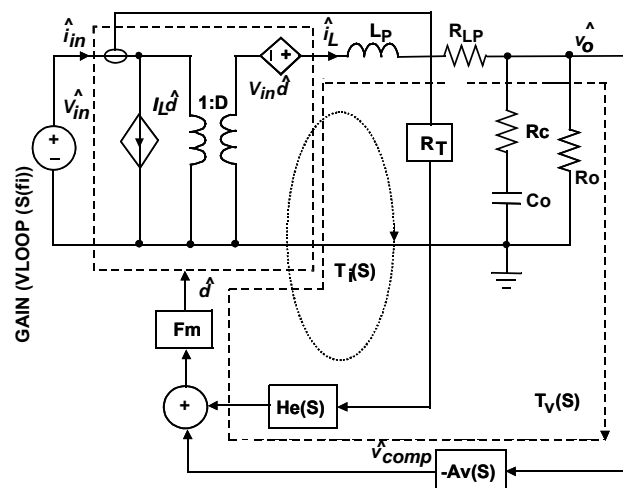 î_in
î_L
L_P
R_LP
v̂_o
V_in d̂
V̂_in
I_L d̂
1:D
+
−
R_T
Rc
Ro
Co
GAIN (VLOOP (S(fi))
T_i(S)
d̂
Fm
+
He(S)
T_v(S)
v̂_comp
-Av(S)